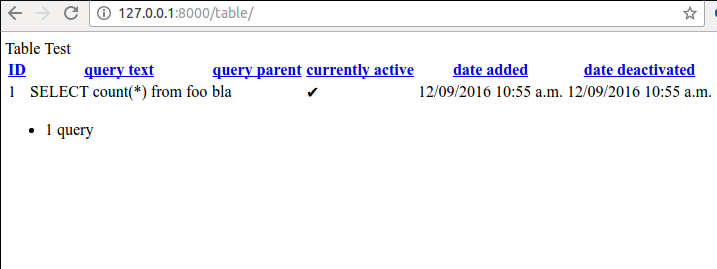 127.0.0.1:8000/table/
Table Test
ID query text query parent currently active date added date deactivated
1 SELECT count(*) from foo bla ✔ 12/09/2016 10:55 a.m. 12/09/2016 10:55 a.m.
• 1 query